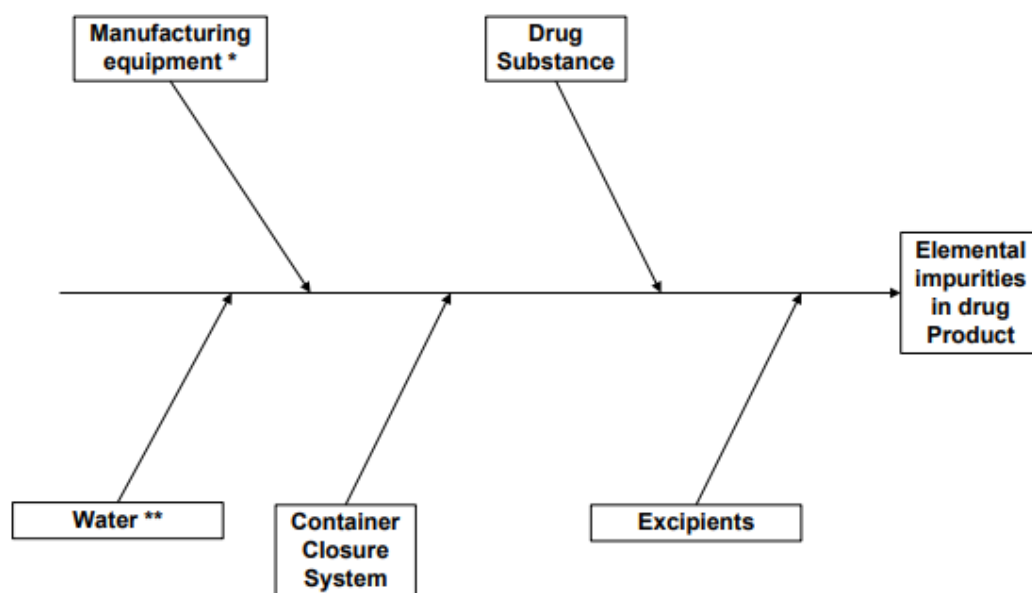 Manufacturing
equipment *
Drug
Substance
Elemental
impurities
in drug
Product
Water **
Container
Closure
System
Excipients